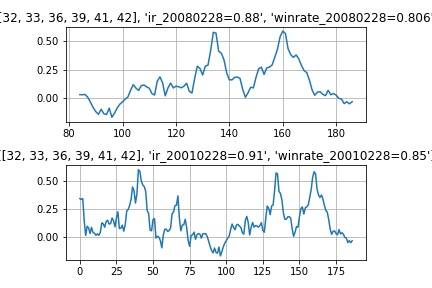 [32, 33, 36, 39, 41, 42], 'ir_20080228=0.88', 'winrate_20080228=0.806'
0.50
0.25
0.00
80 100 120 140 160 180
[[32, 33, 36, 39, 41, 42], 'ir_20010228=0.91', 'winrate_20010228=0.85']
0.50
0.25
0.00
0 25 50 75 100 125 150 175